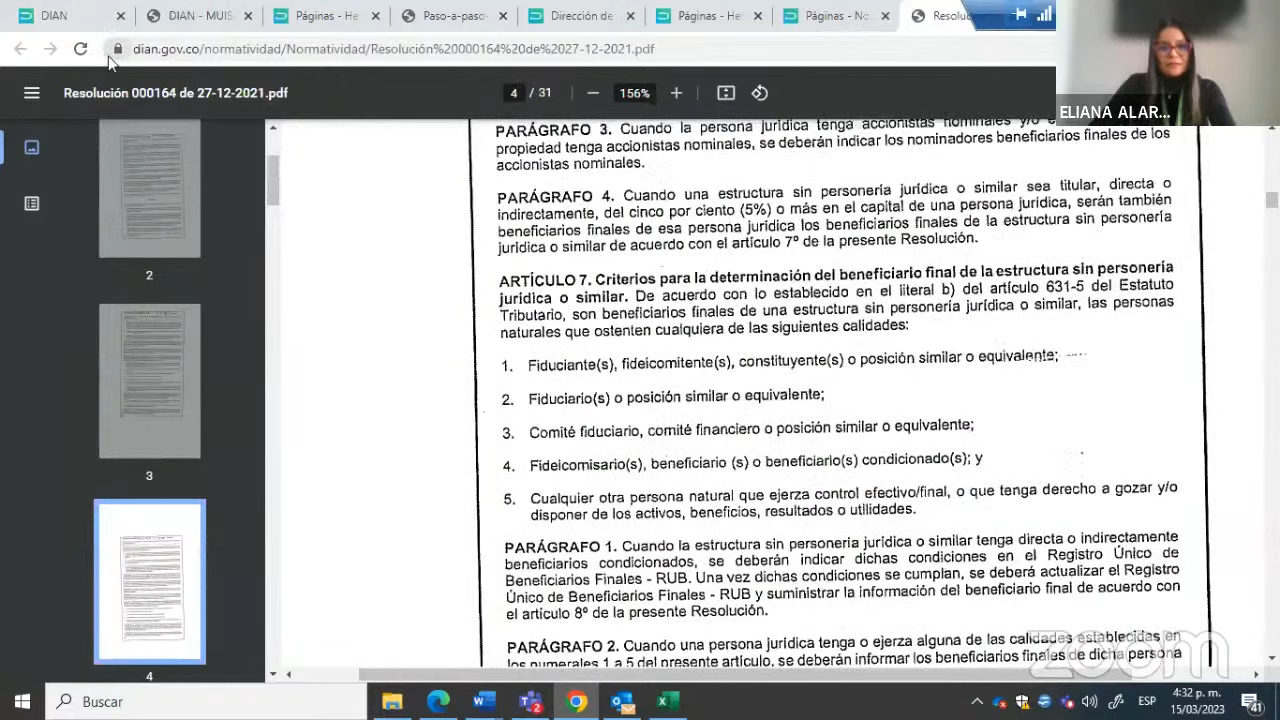 DIAN
DIAN - MUIS
Páginas - He
Paso-a-paso-
Dirección de
Páginas - He
Páginas - No
Resoluc
dian.gov.co/normatividad/Normatividad/Resolución%20000164%20de%2027-12-2021.pdf
Resolución 000164 de 27-12-2021.pdf
4 / 31
156%
ELIANA ALAR...
2
3
4
PARÁGRAFO 3. Cuando la persona jurídica tenga accionistas nominales y/o
propiedad tenga accionistas nominales, se deberán indicar los nominadores beneficiarios finales de los
accionistas nominales.
PARÁGRAFO 4. Cuando una estructura sin personería jurídica o similar sea titular, directa o
indirectamente, del cinco por ciento (5%) o más en el capital de una persona jurídica, serán también
beneficiarios finales de esa persona jurídica los beneficiarios finales de la estructura sin personería
jurídica o similar de acuerdo con el artículo 7º de la presente Resolución.
ARTÍCULO 7. Criterios para la determinación del beneficiario final de la estructura sin personería
jurídica o similar. De acuerdo con lo establecido en el literal b) del artículo 631-5 del Estatuto
Tributario, son beneficiarios finales de una estructura sin personería jurídica o similar, las personas
naturales que ostenten cualquiera de las siguientes calidades:
1. Fiduciante(s), fideicomitente(s), constituyente(s) o posición similar o equivalente;
2. Fiduciario(s) o posición similar o equivalente;
3. Comité fiduciario, comité financiero o posición similar o equivalente;
4. Fideicomisario(s), beneficiario (s) o beneficiario(s) condicionado(s); y
5. Cualquier otra persona natural que ejerza control efectivo/final, o que tenga derecho a gozar y/o
disponer de los activos, beneficios, resultados o utilidades.
PARÁGRAFO 1. Cuando la estructura sin personería jurídica o similar tenga directa o indirectamente
beneficiarios condicionados, se deberán indicar dichas condiciones en el Registro Único de
Beneficiarios Finales - RUB. Una vez dichas condiciones se cumplan, se deberá actualizar el Registro
Único de Beneficiarios Finales - RUB y suministrar la información del beneficiario final de acuerdo con
el artículo 8º de la presente Resolución.
PARÁGRAFO 2. Cuando una persona jurídica tenga o ejerza alguna de las calidades establecidas en
los numerales 1 a 5 del presente artículo, se deberán informar los beneficiarios finales de dicha persona
zoom
Buscar
ESP
4:32 p. m.
15/03/2023
41